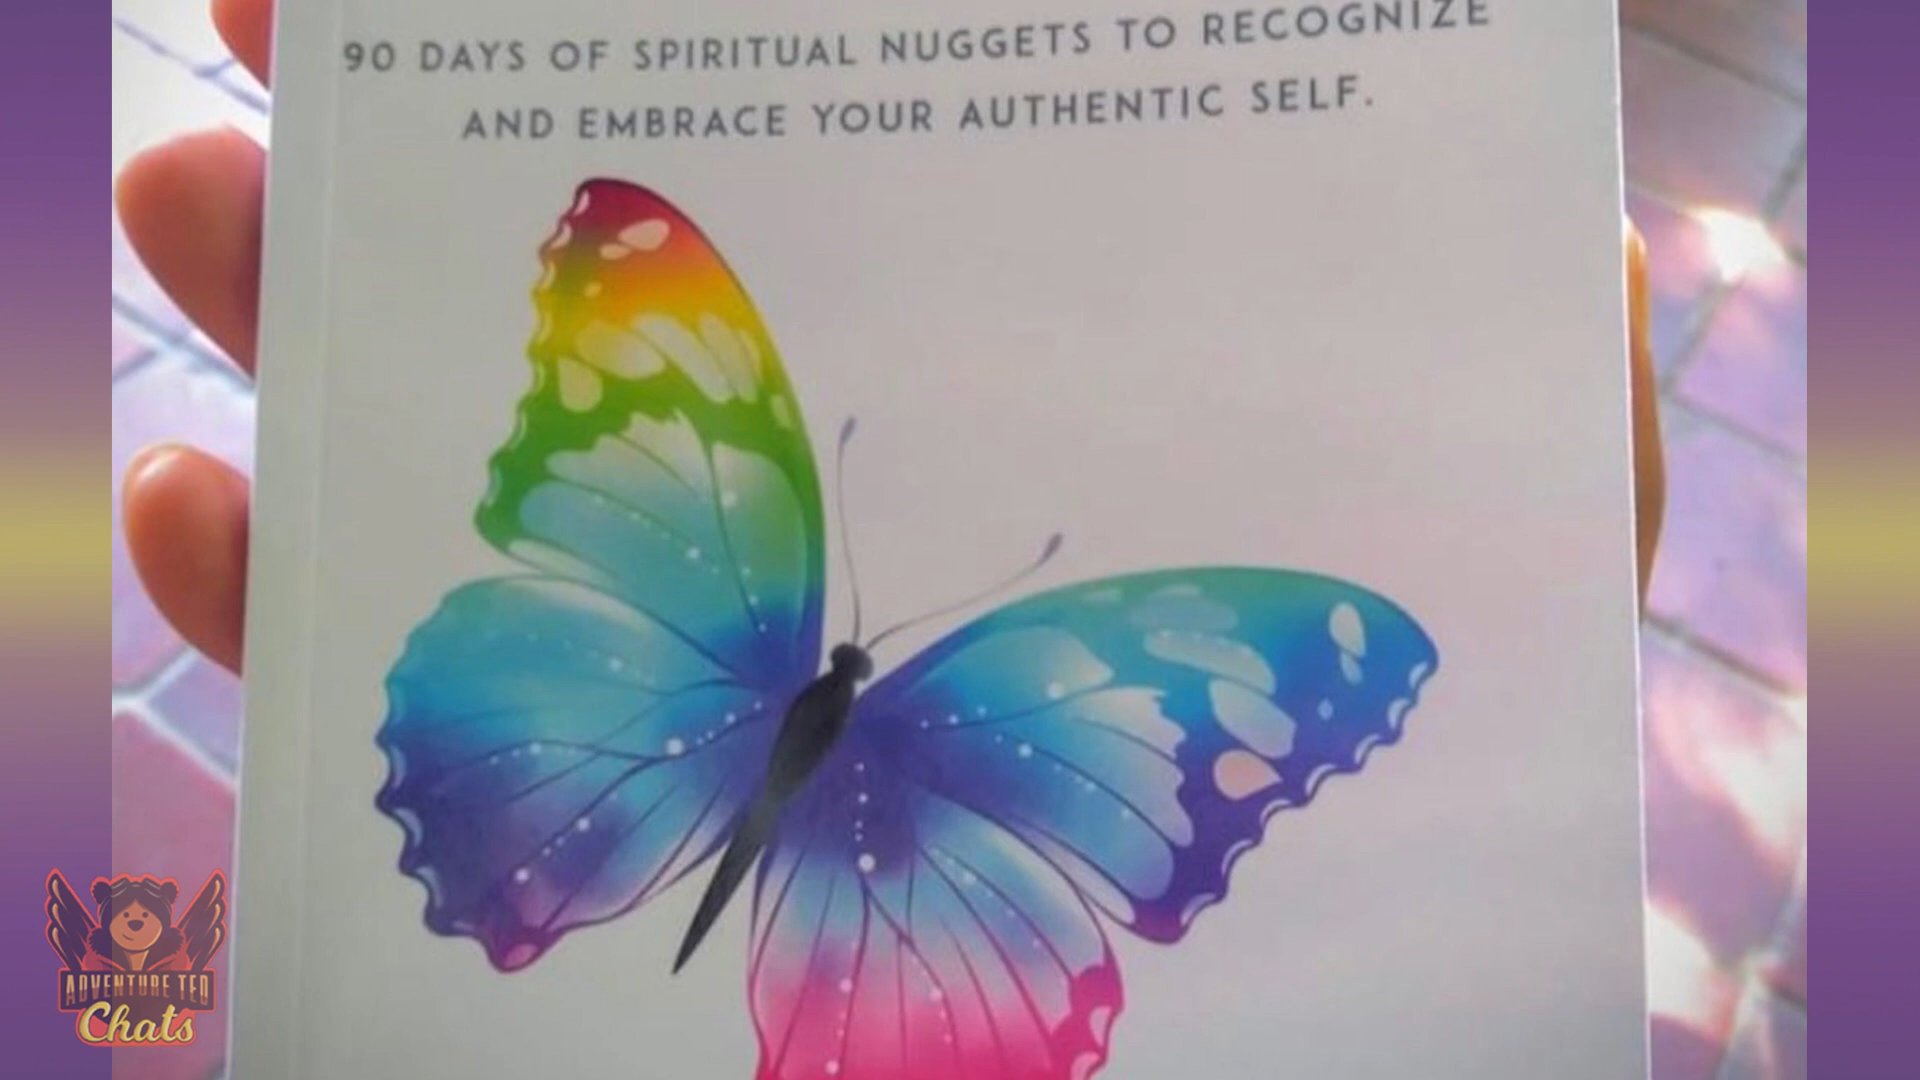 90 DAYS OF SPIRITUAL NUGGETS TO RECOGNIZE
AND EMBRACE YOUR AUTHENTIC SELF.
ADVENTURE TED
Chats